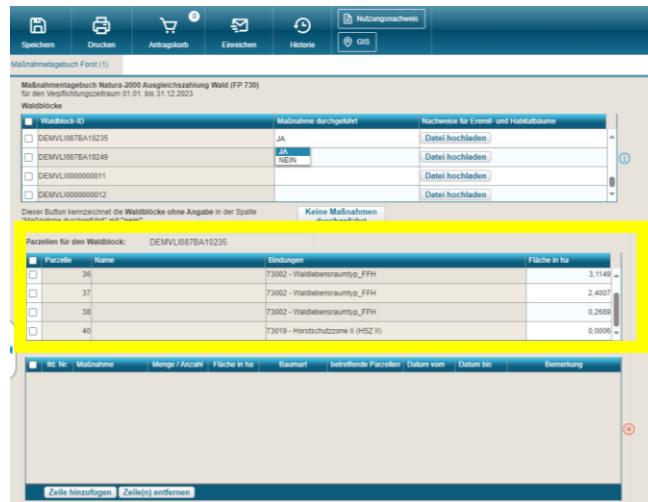 Nutzungsnachweis
0
Speichern Drucken Antragskorb Einreichen Historie GIS
Maßnahmetagebuch Forst (1)
Maßnahmentagebuch Natura-2000 Ausgleichszahlung Wald (FP 730)
für den Verpflichtungszeitraum 01.01. bis 31.12.2023
Waldblöcke
Waldblock-ID Maßnahme durchgeführt Nachweise für Eremit- und Habitatbäume
DEMVLI087BA10235 JA Datei hochladen
DEMVLI087BA10249 JA Datei hochladen
NEIN
DEMVLI0000000011 Datei hochladen
DEMVLI0000000012 Datei hochladen
Dieser Button kennzeichnet die Waldblöcke ohne Angabe in der Spalte Keine Maßnahmen
"Maßnahme durchgeführt" mit "nein" durchgeführt
Parzellen für den Waldblock: DEMVLI087BA10235
Parzelle Name Bindungen Fläche in ha
36 73002 - Waldlebensraumtyp_FFH 3,1149
37 73002 - Waldlebensraumtyp_FFH 2,4007
38 73002 - Waldlebensraumtyp_FFH 0,2689
40 73019 - Horstschutzzone II (HSZ II) 0,0006
lfd. Nr. Maßnahme Menge / Anzahl Fläche in ha Baumart betreffende Parzellen Datum vom Datum bis Bemerkung
Zeile hinzufügen Zeile(n) entfernen